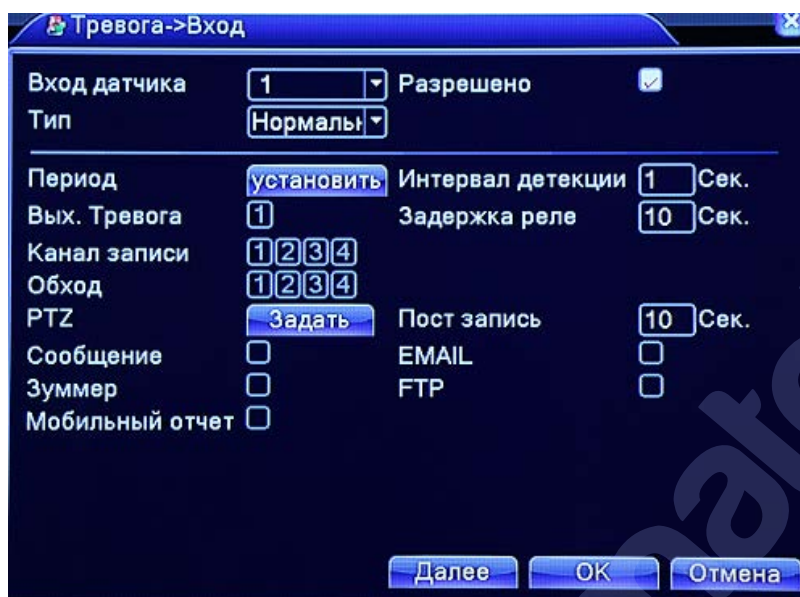 Тревога->Вход
Вход датчика 1 Разрешено
Тип Нормальн
Период установить Интервал детекции 1 Сек.
Вых. Тревога 1 Задержка реле 10 Сек.
Канал записи 1 2 3 4
Обход 1 2 3 4
PTZ Задать Пост запись 10 Сек.
Сообщение EMAIL
Зуммер FTP
Мобильный отчет
Далее OK Отмена